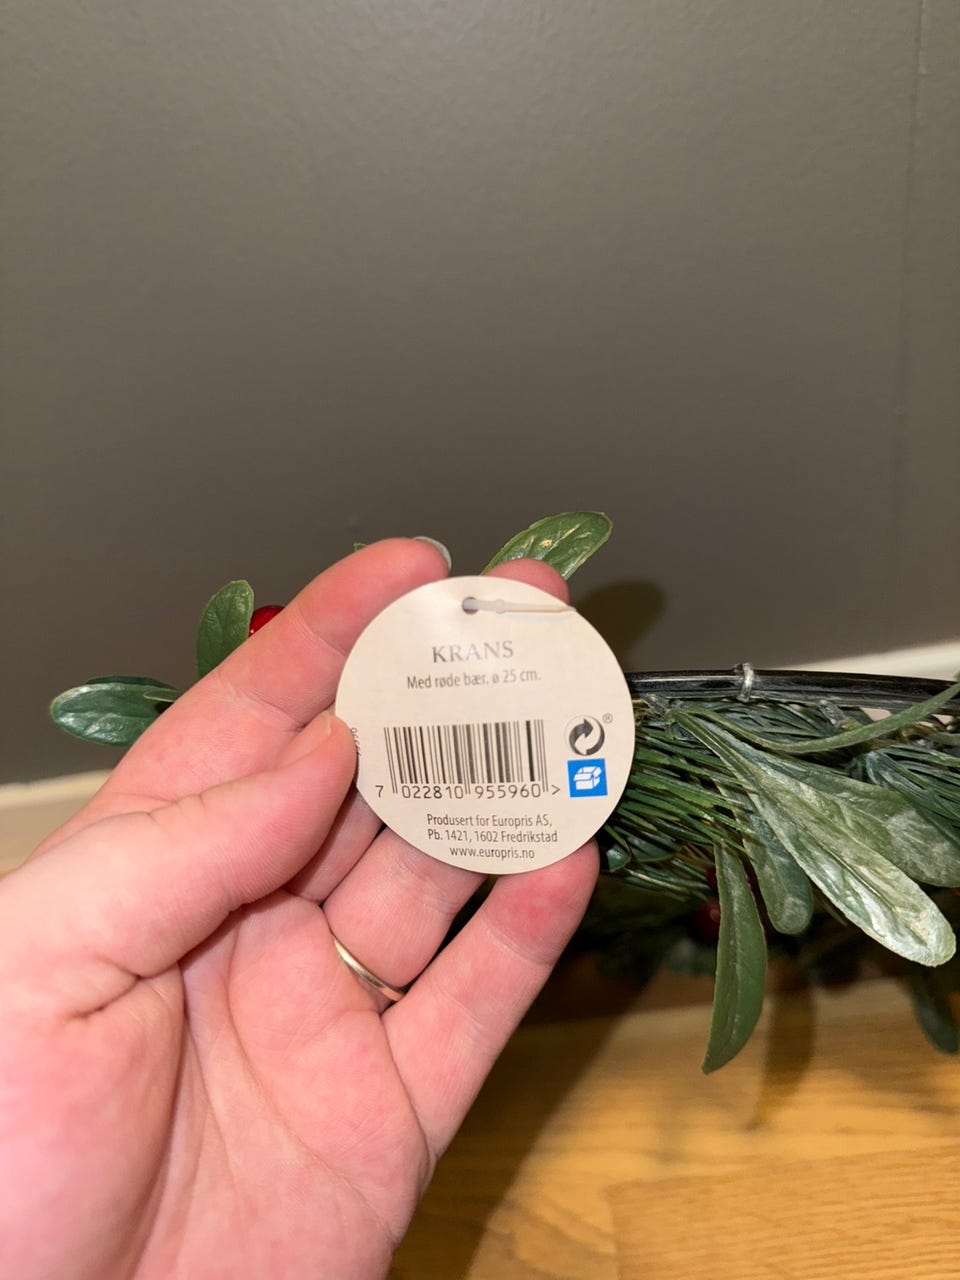 KRANS
Med røde bær. ø 25 cm.
®
7 022810 955960 >
Produsert for Europris AS,
Pb. 1421, 1602 Fredrikstad
www.europris.no